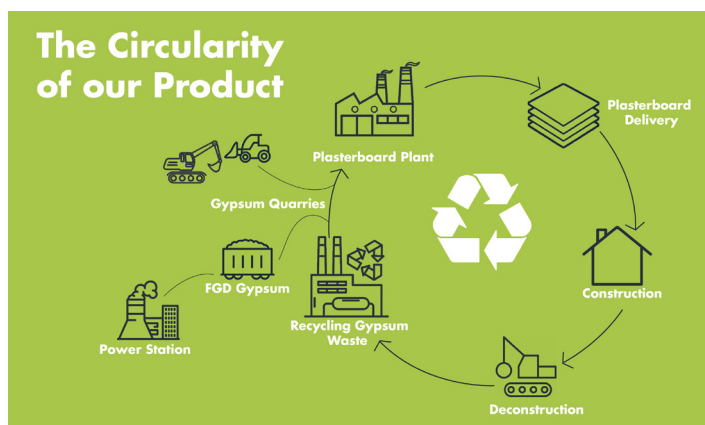 The Circularity
of our Product
Plasterboard Plant
Plasterboard
Delivery
Gypsum Quarries
FGD Gypsum
Construction
Power Station
Recycling Gypsum
Waste
Deconstruction